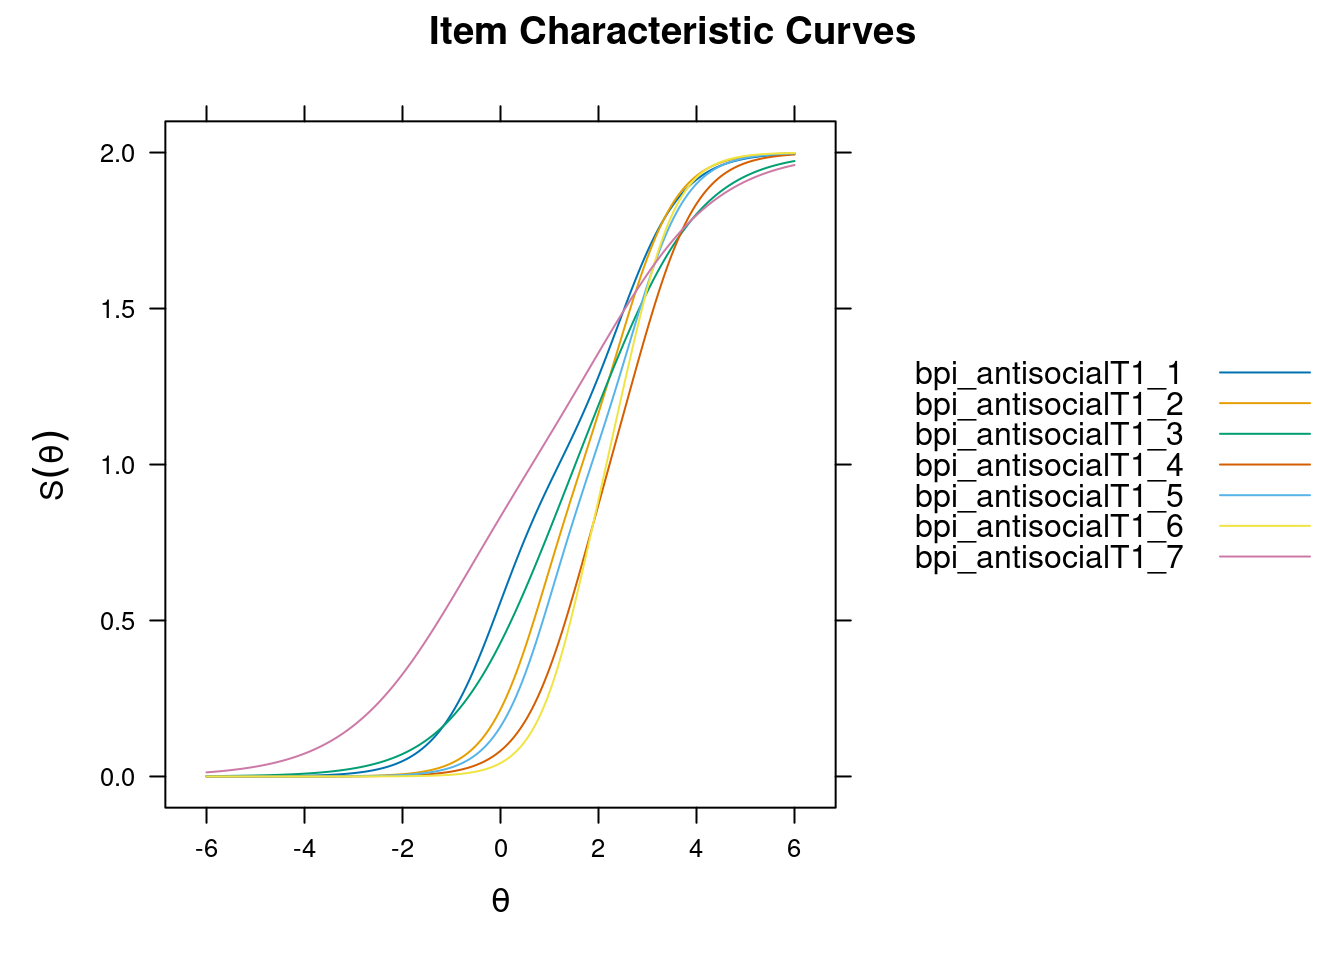 Item Characteristic Curves
2.0
1.5
1.0
0.5
0.0
S(θ)
-6 -4 -2 0 2 4 6
θ
bpi_antisocialT1_1
bpi_antisocialT1_2
bpi_antisocialT1_3
bpi_antisocialT1_4
bpi_antisocialT1_5
bpi_antisocialT1_6
bpi_antisocialT1_7